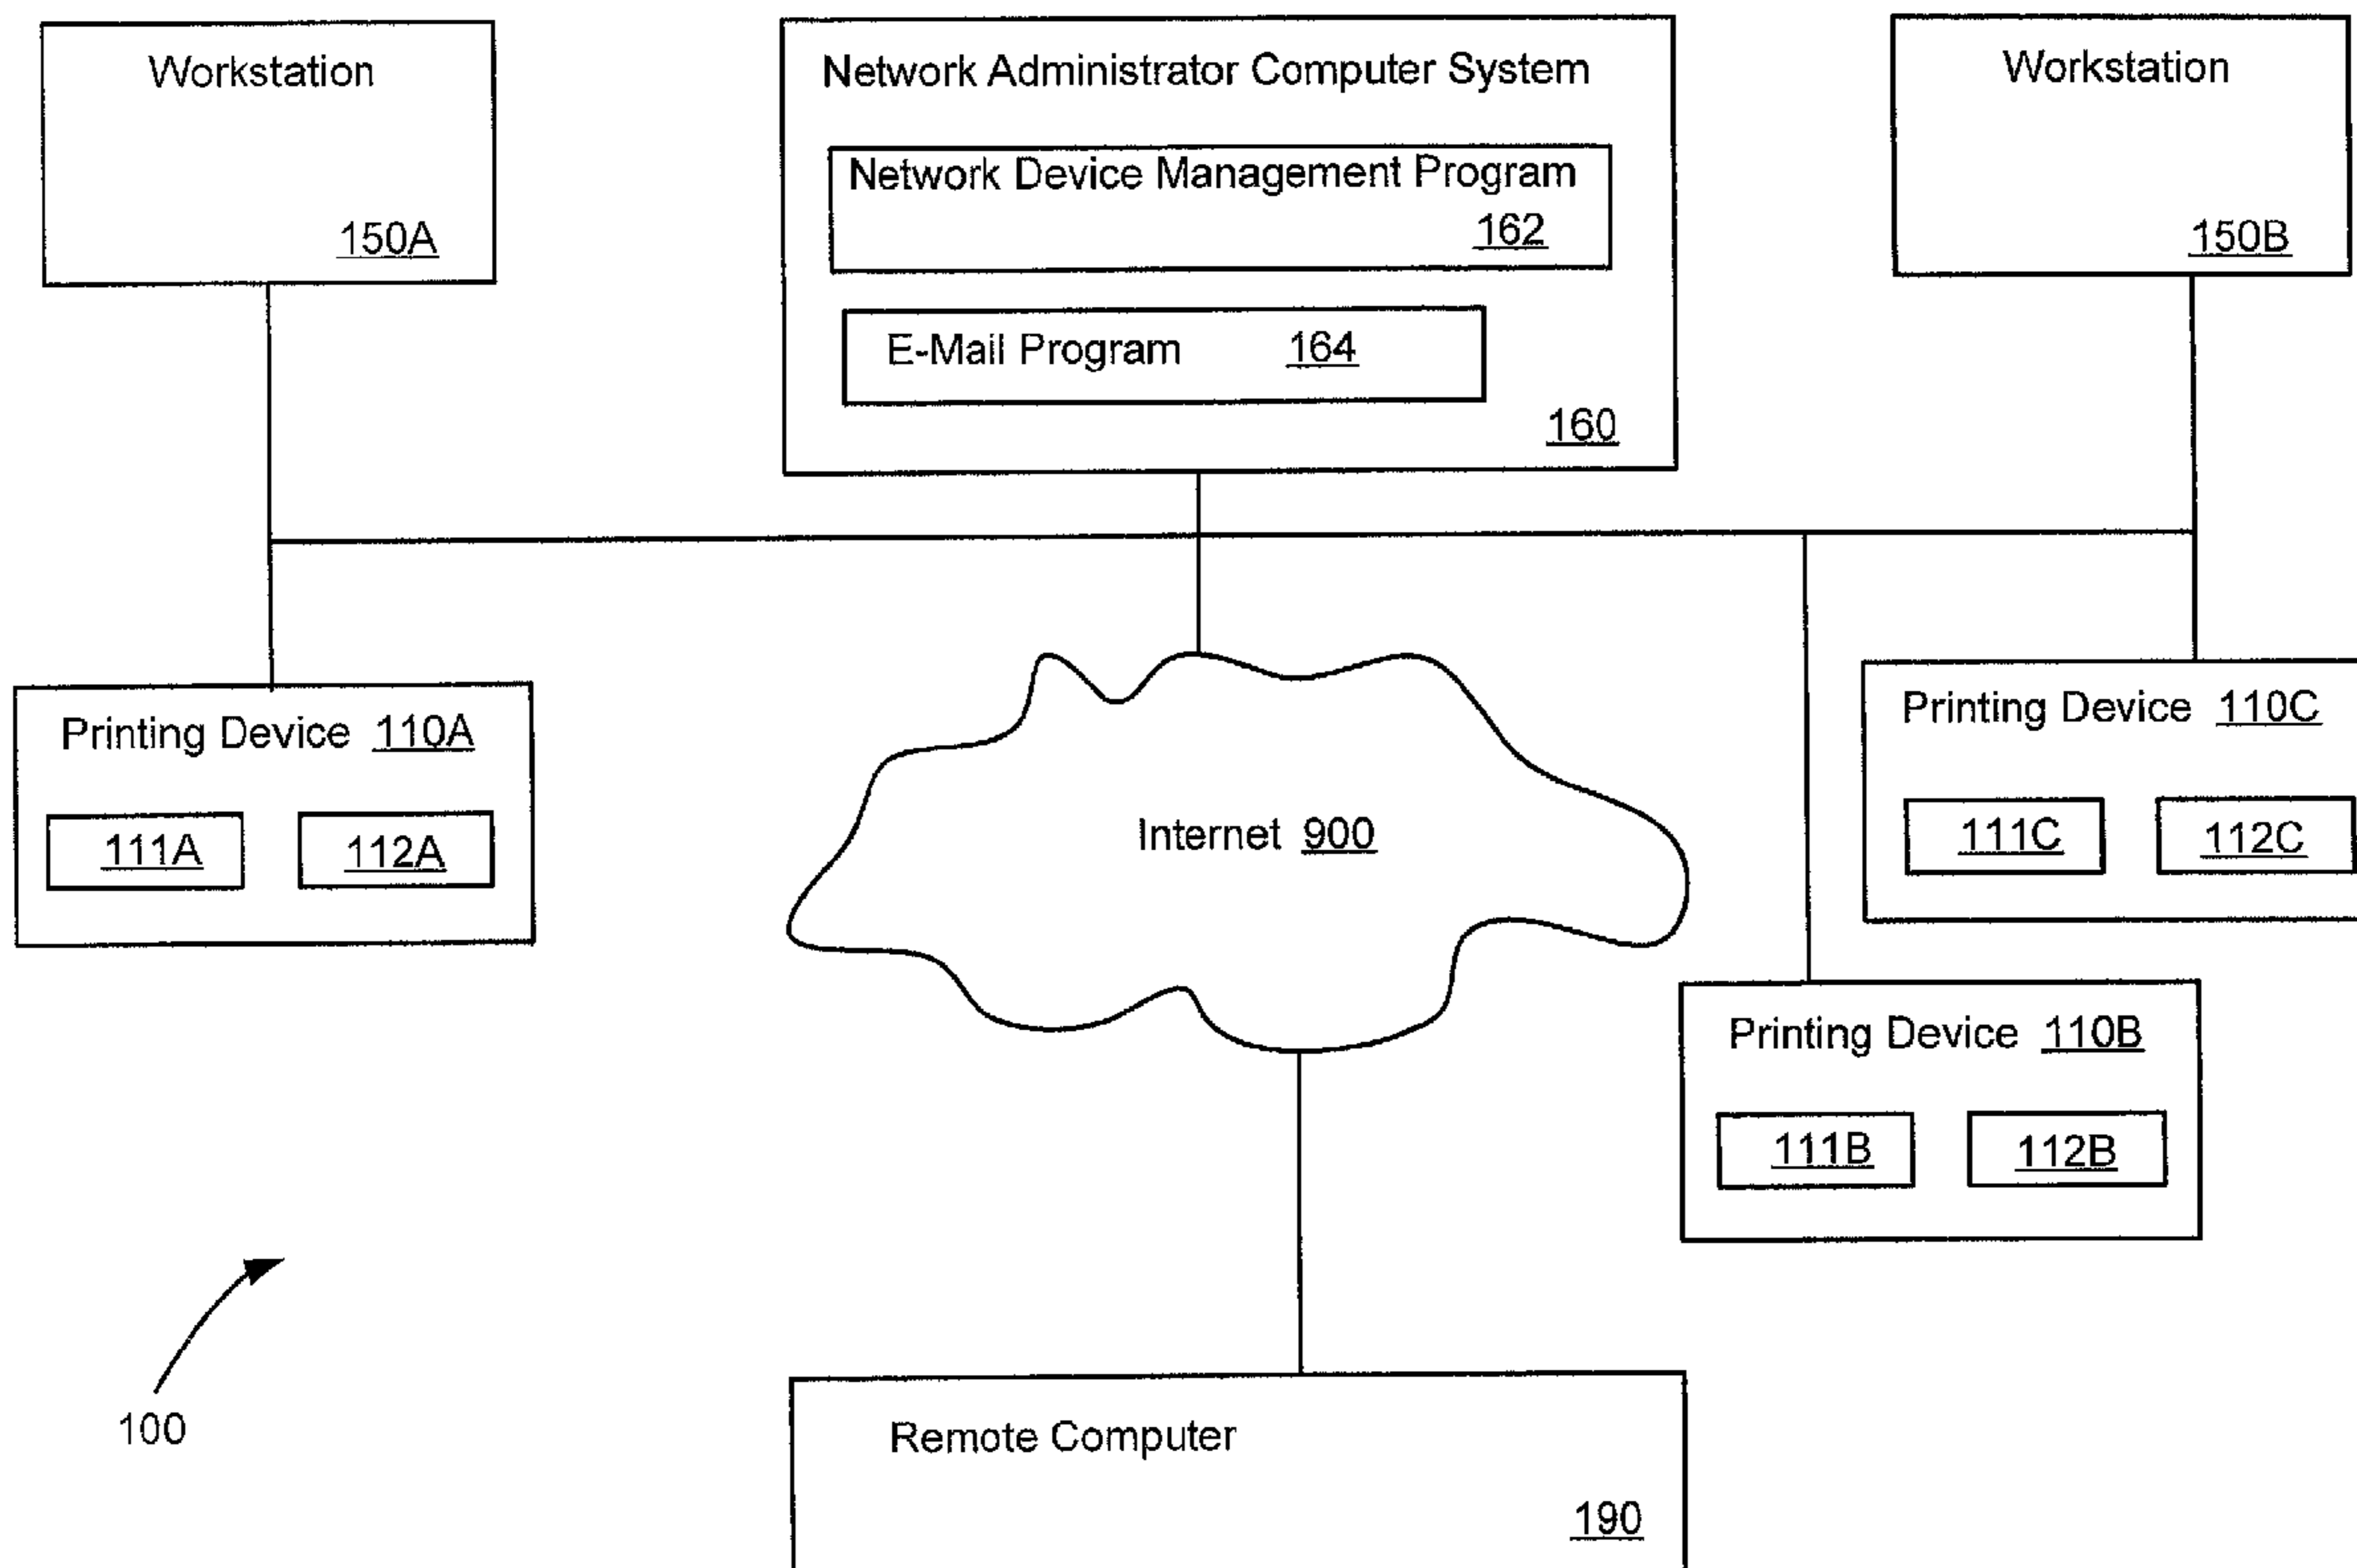 Workstation
150A
Network Administrator Computer System
Network Device Management Program
162
E-Mail Program 164
160
Workstation
150B
Printing Device 110A
111A 112A
Internet 900
Printing Device 110C
111C 112C
Printing Device 110B
111B 112B
100
Remote Computer
190